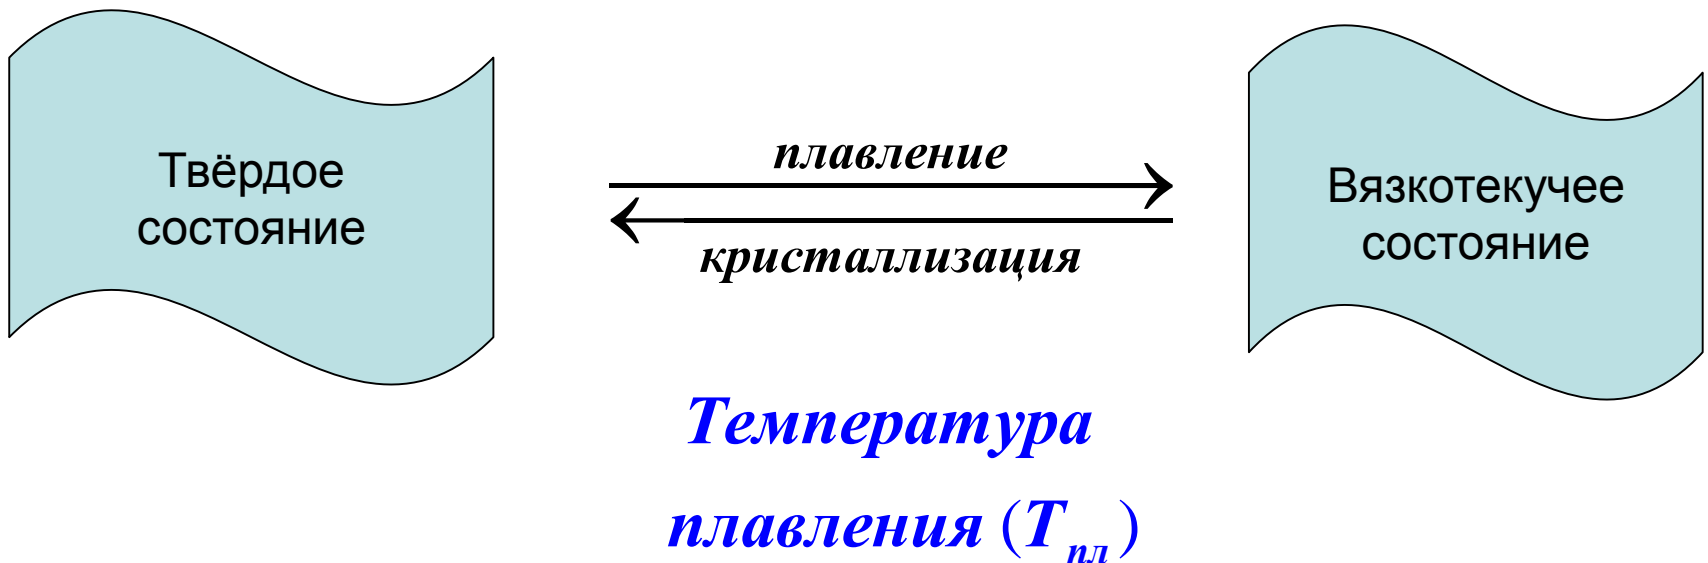 Твёрдое
состояние
плавление
кристаллизация
Вязкотекучее
состояние
Температура
плавления (Tпл)